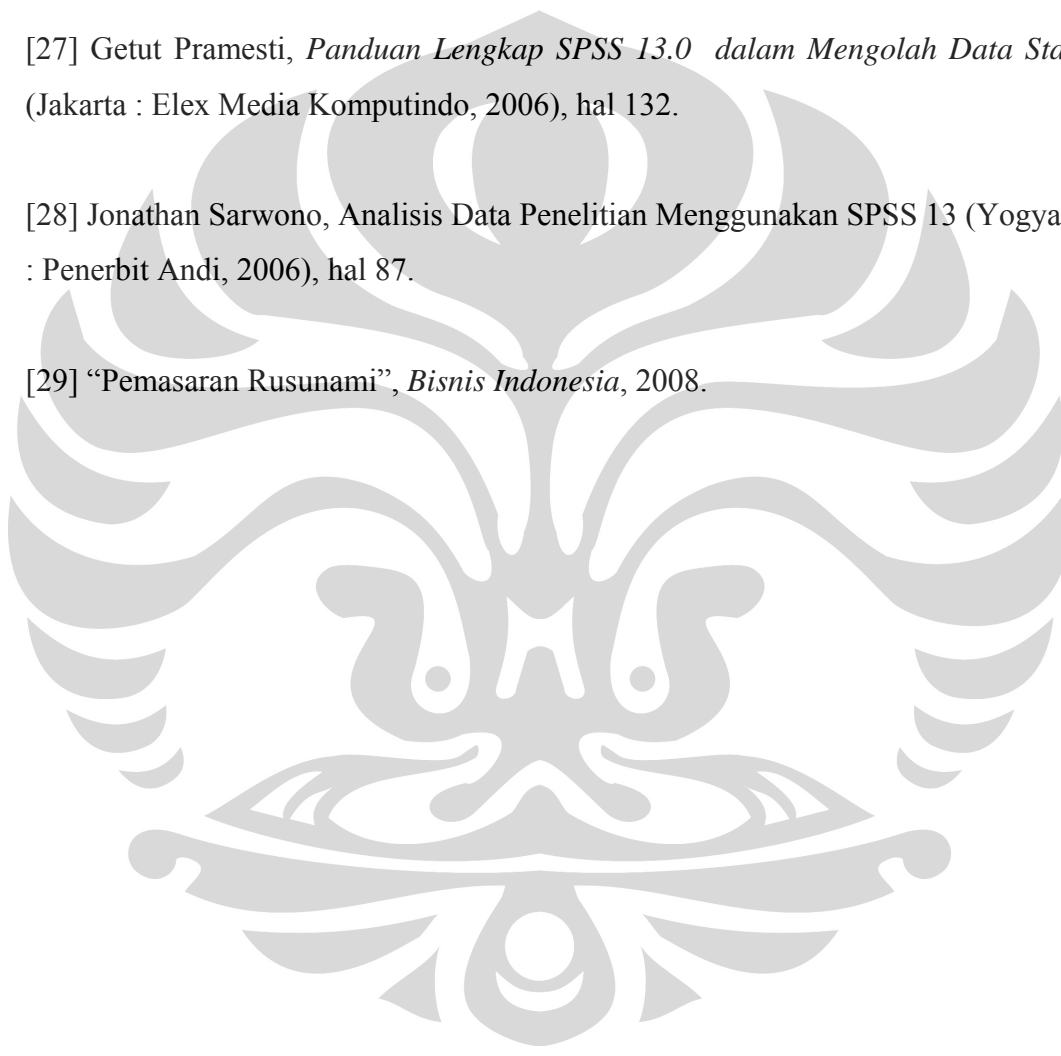 [27] Getut Pramesti, Panduan Lengkap SPSS 13.0 dalam Mengolah Data
(Jakarta : Elex Media Komputindo, 2006), hal 132.
[28] Jonathan Sarwono, Analisis Data Penelitian Menggunakan SPSS 13
: Penerbit Andi, 2006), hal 87.
[29] “Pemasaran Rusunami”, Bisnis Indonesia, 2008.